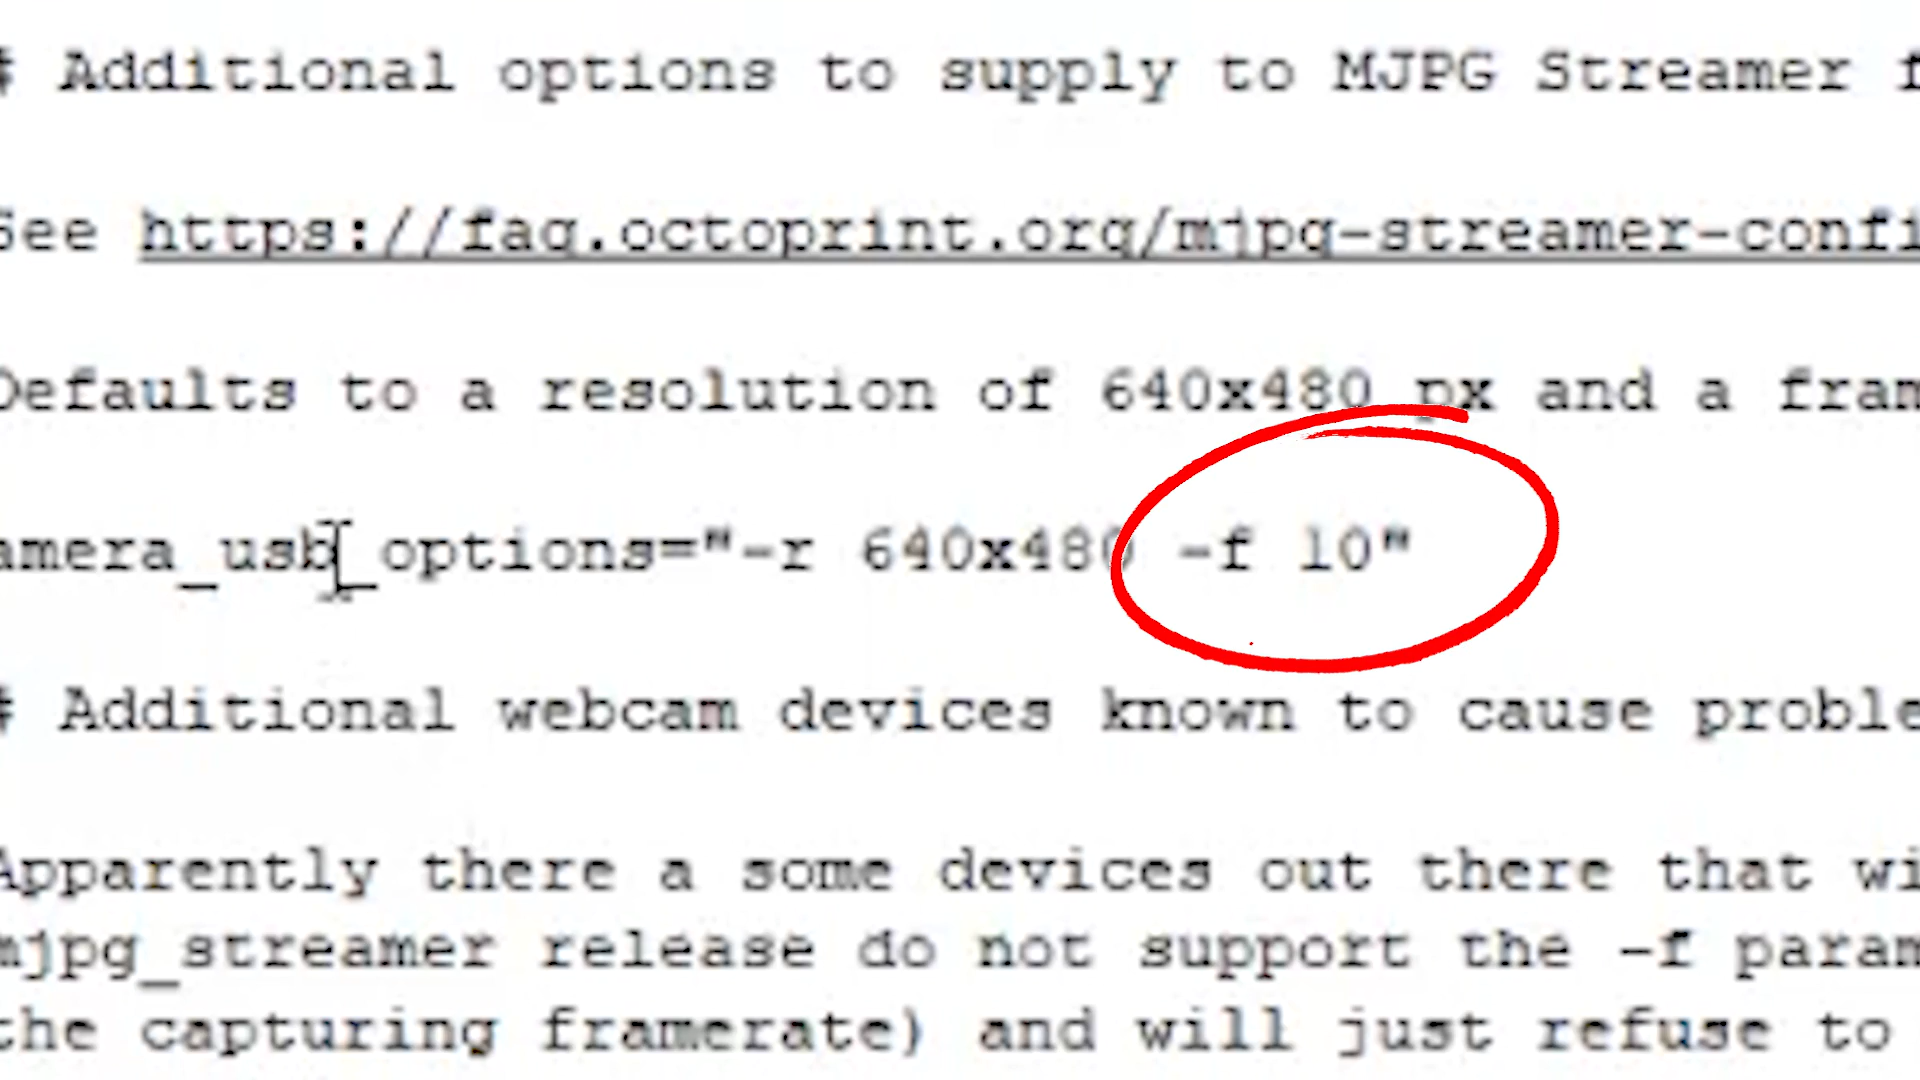 # Additional options to supply to MJPG Streamer f
See https://faq.octoprint.org/mjpg-streamer-confi
Defaults to a resolution of 640x480 px and a fram
amera_usb_options="-r 640x480 -f 10"
# Additional webcam devices known to cause proble
Apparently there a some devices out there that wi
mjpg_streamer release do not support the -f param
the capturing framerate) and will just refuse to